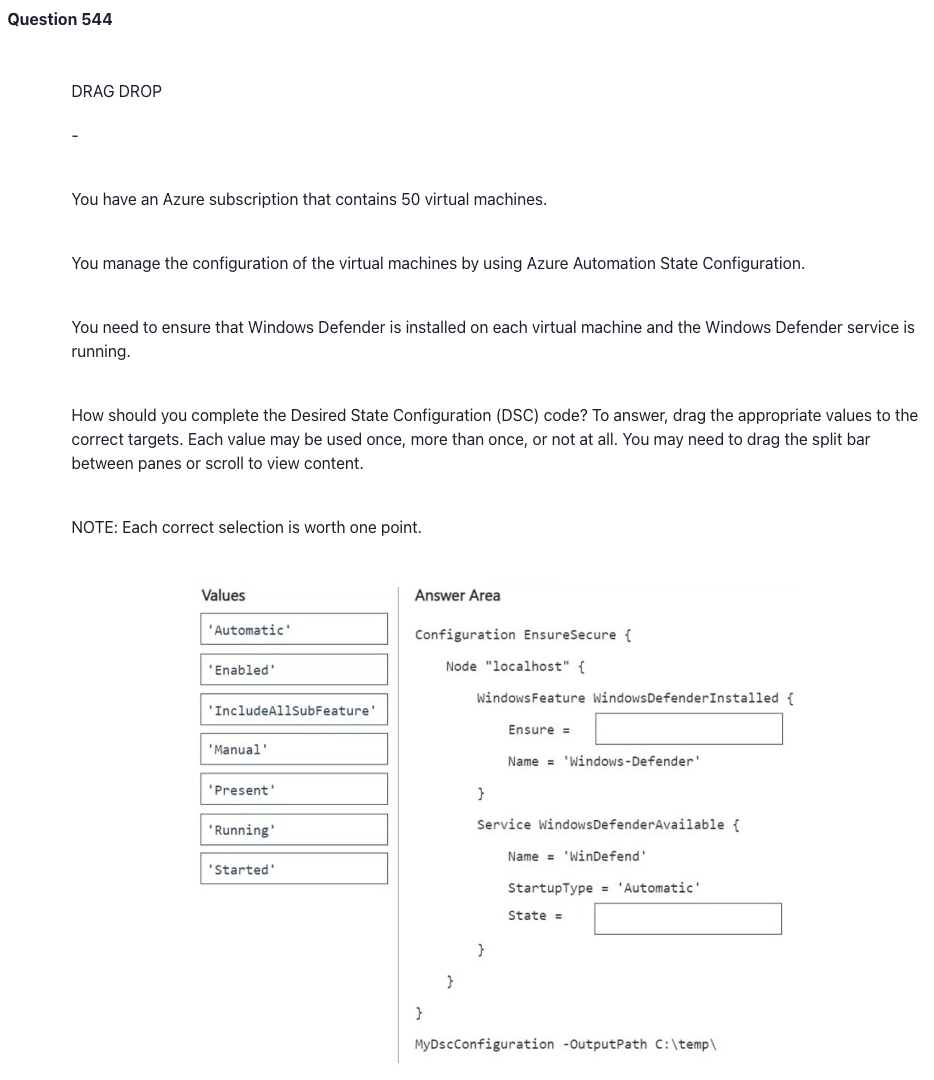 Question 544
DRAG DROP
-
You have an Azure subscription that contains 50 virtual machines.
You manage the configuration of the virtual machines by using Azure Automation State Configuration.
You need to ensure that Windows Defender is installed on each virtual machine and the Windows Defender service is
running.
How should you complete the Desired State Configuration (DSC) code? To answer, drag the appropriate values to the
correct targets. Each value may be used once, more than once, or not at all. You may need to drag the split bar
between panes or scroll to view content.
NOTE: Each correct selection is worth one point.
Values
'Automatic'
'Enabled'
'IncludeAllSubFeature'
'Manual'
'Present'
'Running'
'Started'
Answer Area
Configuration EnsureSecure {
Node "localhost" {
WindowsFeature WindowsDefenderInstalled {
Ensure =
Name = 'Windows-Defender'
}
Service WindowsDefenderAvailable {
Name = 'WinDefend'
StartupType = 'Automatic'
State =
}
}
}
MyDscConfiguration -OutputPath C:\temp\